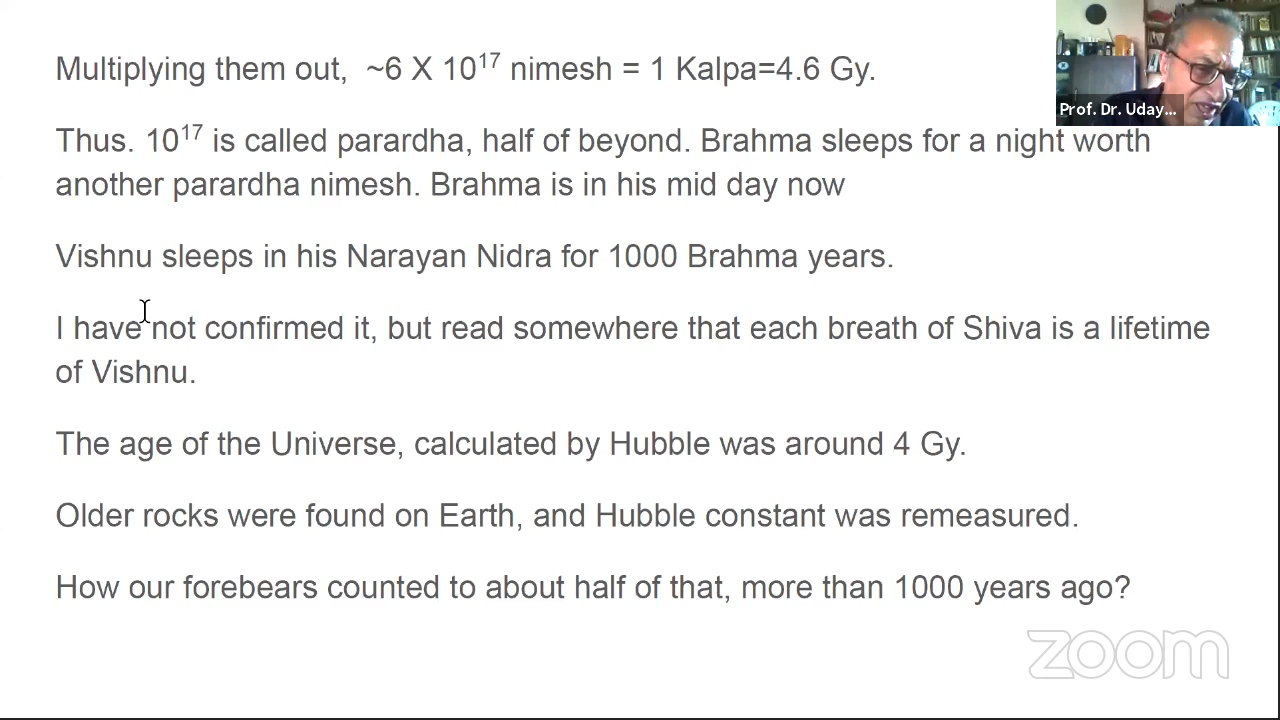 Multiplying them out, ~6 X 10¹⁷ nimesh = 1 Kalpa=4.6 Gy.
Thus. 10¹⁷ is called parardha, half of beyond. Brahma sleeps for a night worth
another parardha nimesh. Brahma is in his mid day now
Vishnu sleeps in his Narayan Nidra for 1000 Brahma years.
I have not confirmed it, but read somewhere that each breath of Shiva is a lifetime
of Vishnu.
The age of the Universe, calculated by Hubble was around 4 Gy.
Older rocks were found on Earth, and Hubble constant was remeasured.
How our forebears counted to about half of that, more than 1000 years ago?
Prof. Dr. Uday...
zoom